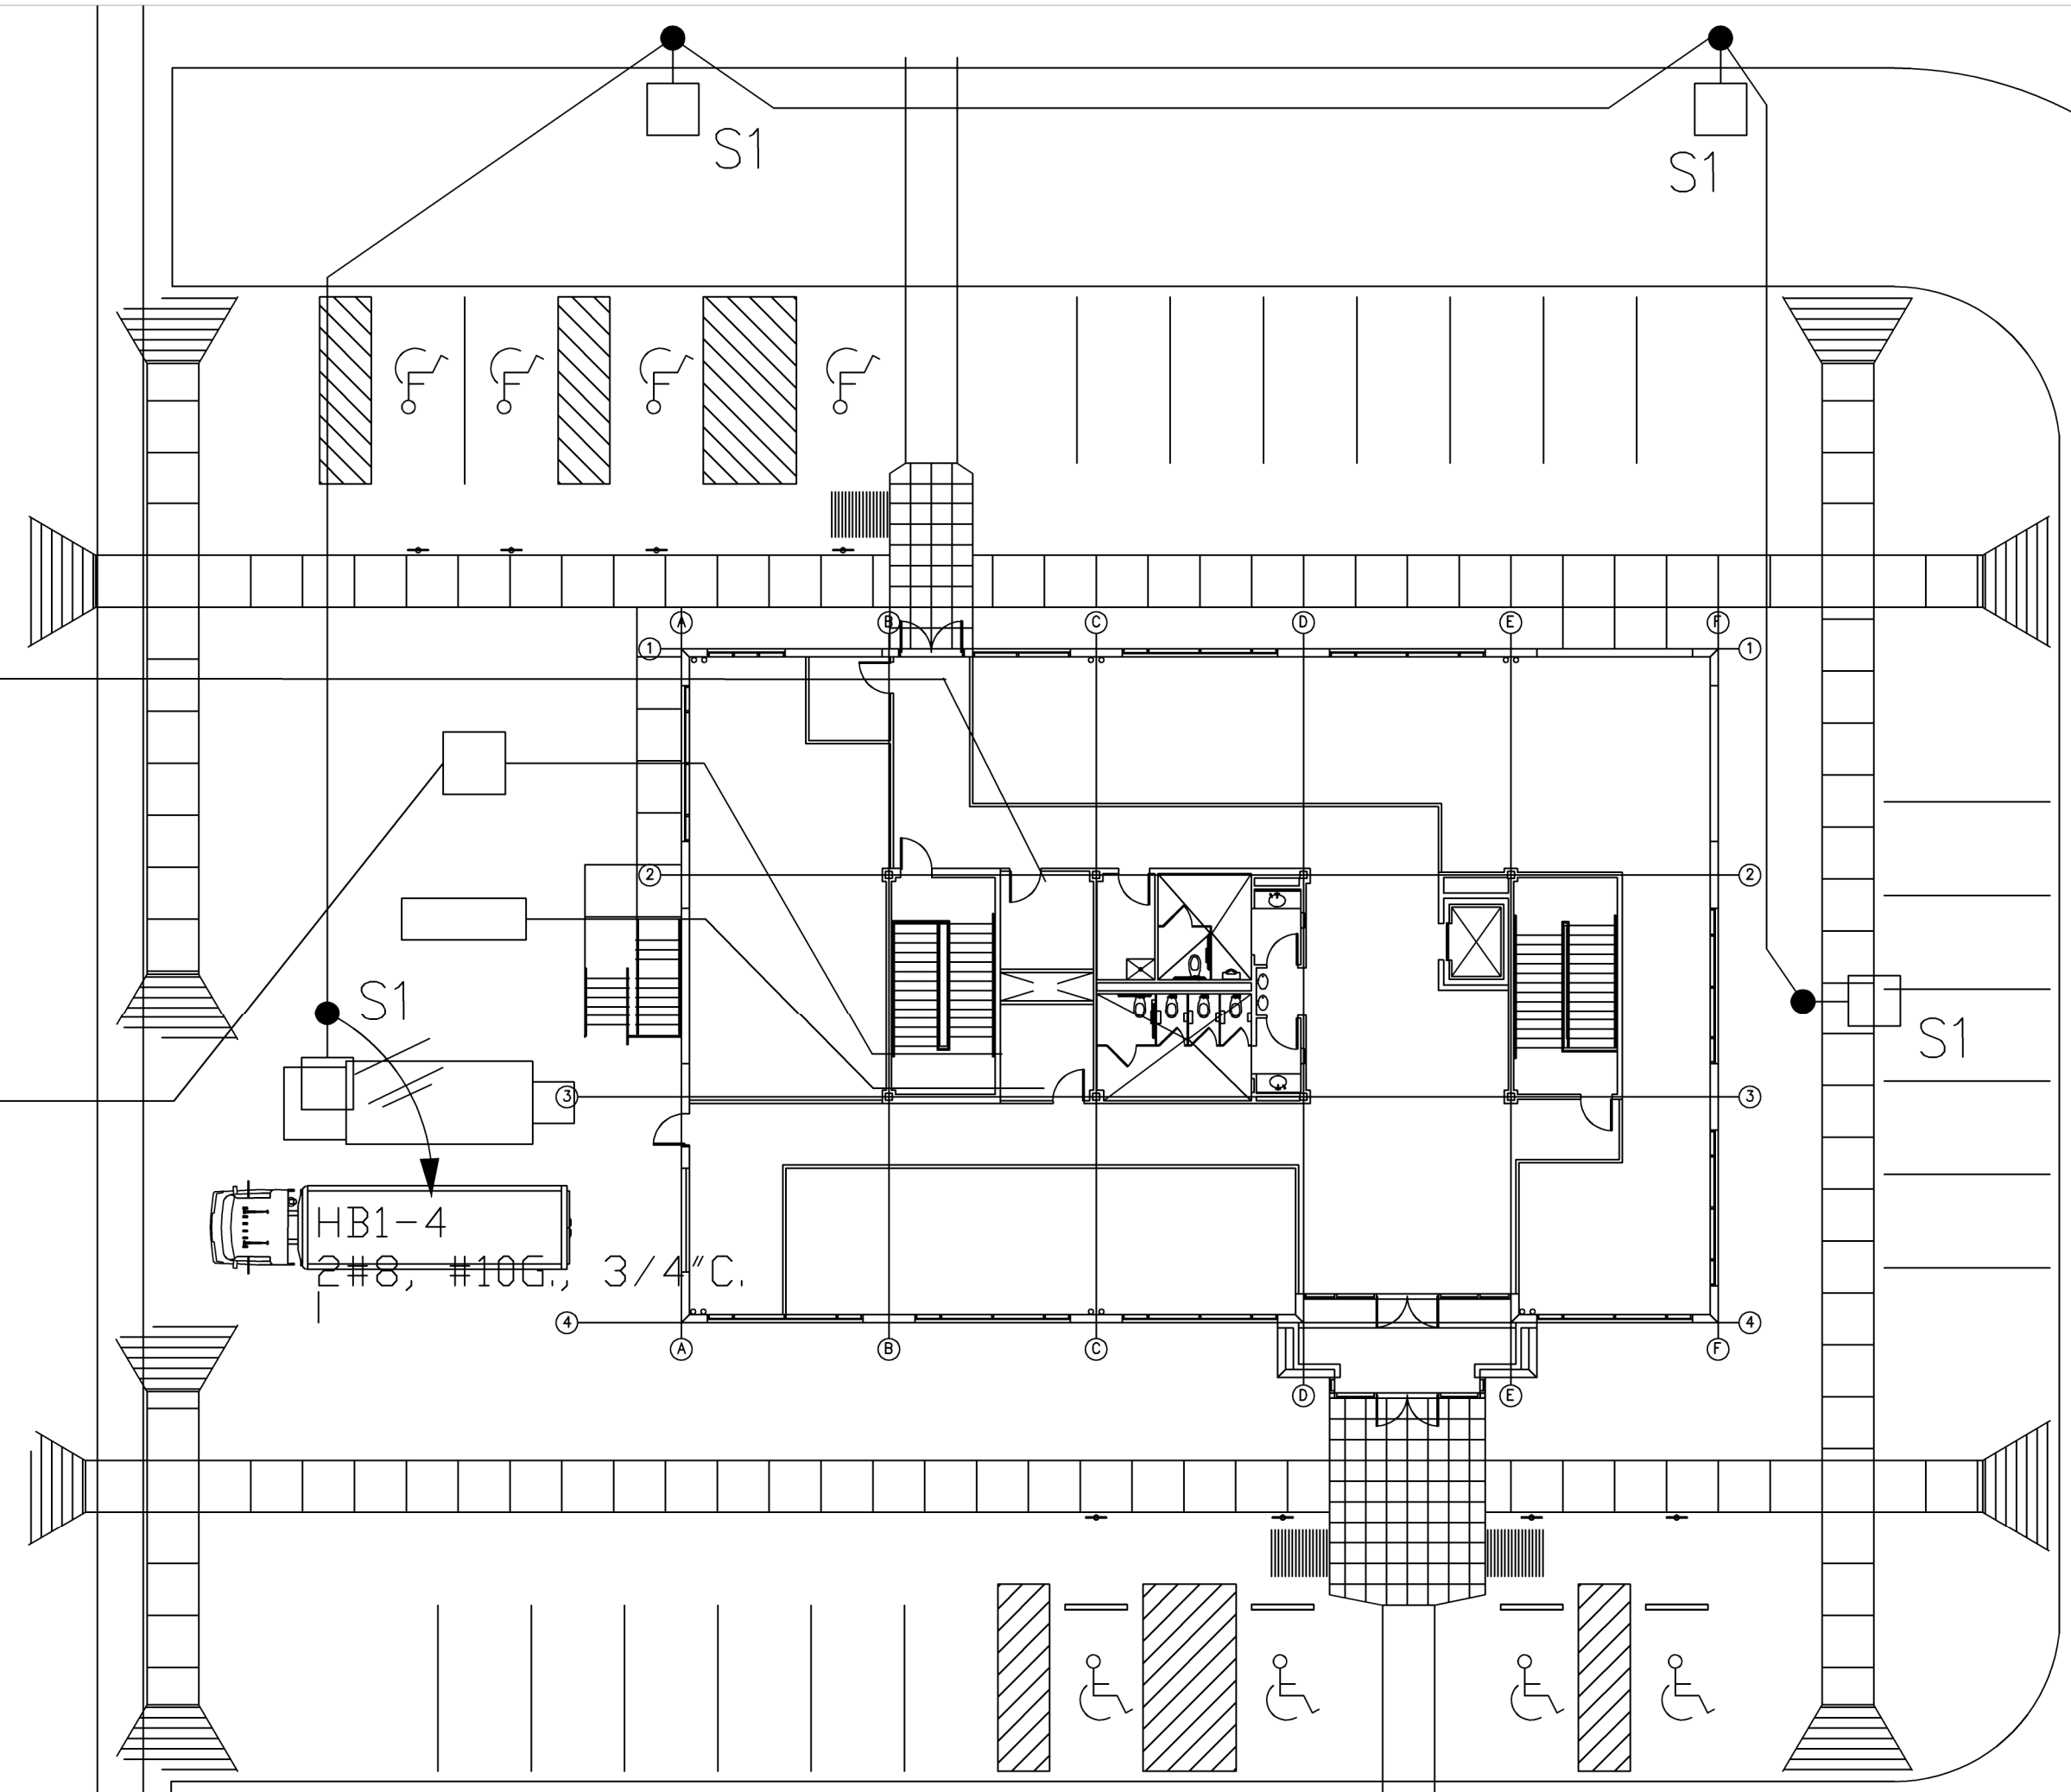 S1
S1
A B C D E F
1 1
2 2
S1
S1
3 3
HB1-4
2#8, #10G., 3/4"C.
4 4
A B C F
D E